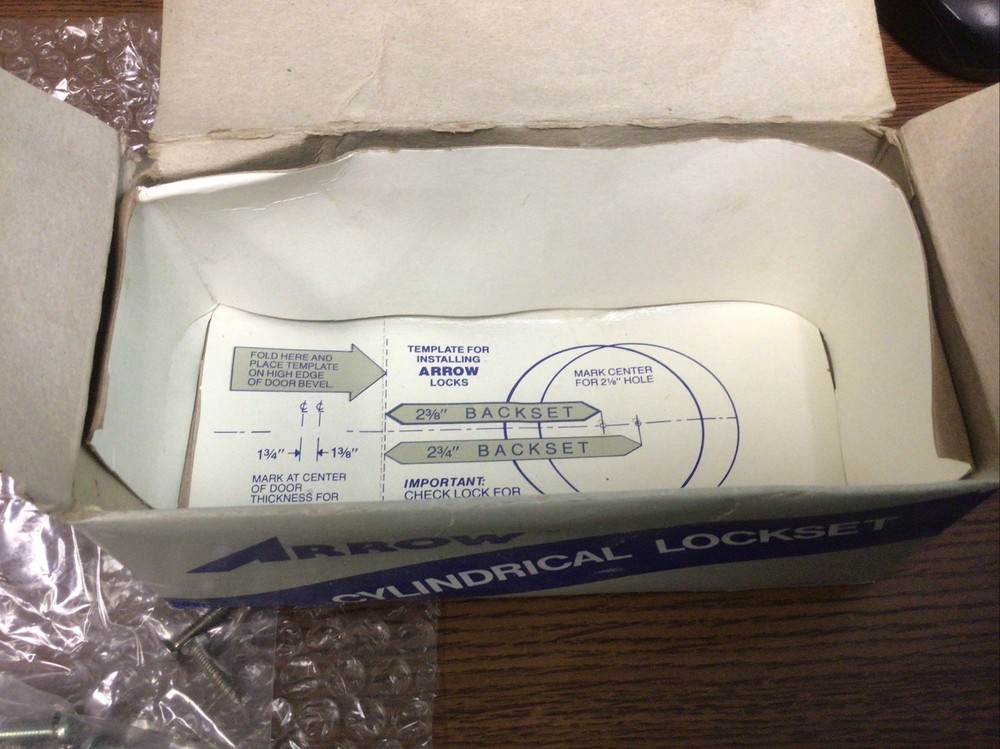 FOLD HERE AND
PLACE TEMPLATE
ON HIGH EDGE
OF DOOR BEVEL.
TEMPLATE FOR
INSTALLING
ARROW
LOCKS
MARK CENTER
FOR 2⅛" HOLE
℄ ℄
2⅜" BACKSET
2¾" BACKSET
1¾" 1⅜"
MARK AT CENTER
OF DOOR
THICKNESS FOR
IMPORTANT:
CHECK LOCK FOR
ARROW
CYLINDRICAL LOCKSET